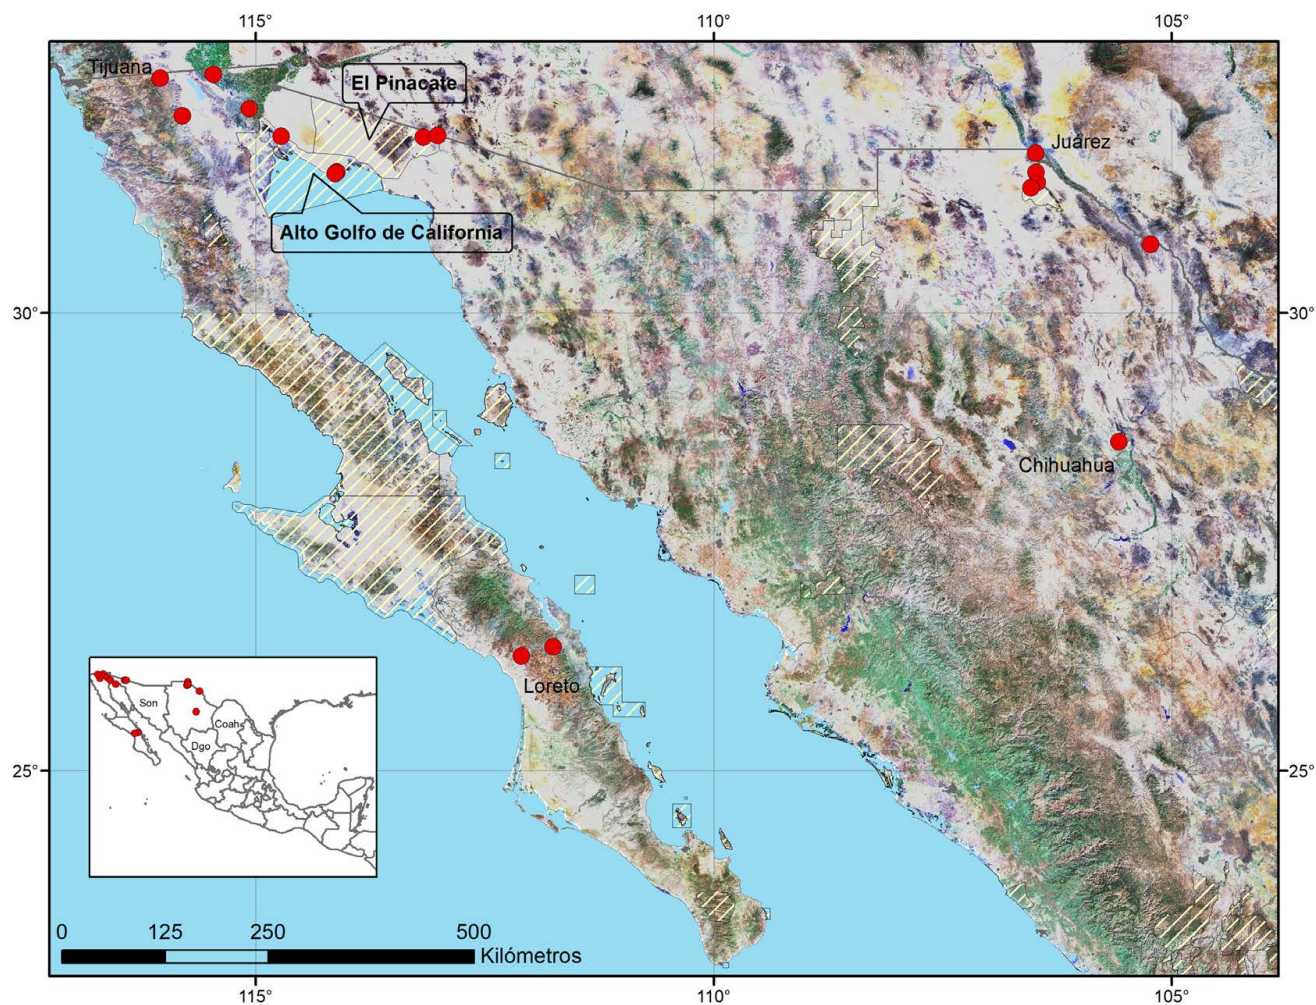 115°
110°
105°
Tijuana
El Pinacate
Juárez
Alto Golfo de California
30°
30°
Chihuahua
Loreto
Son
Coah
Dgo
25°
25°
0
125
250
500
Kilómetros
115°
110°
105°